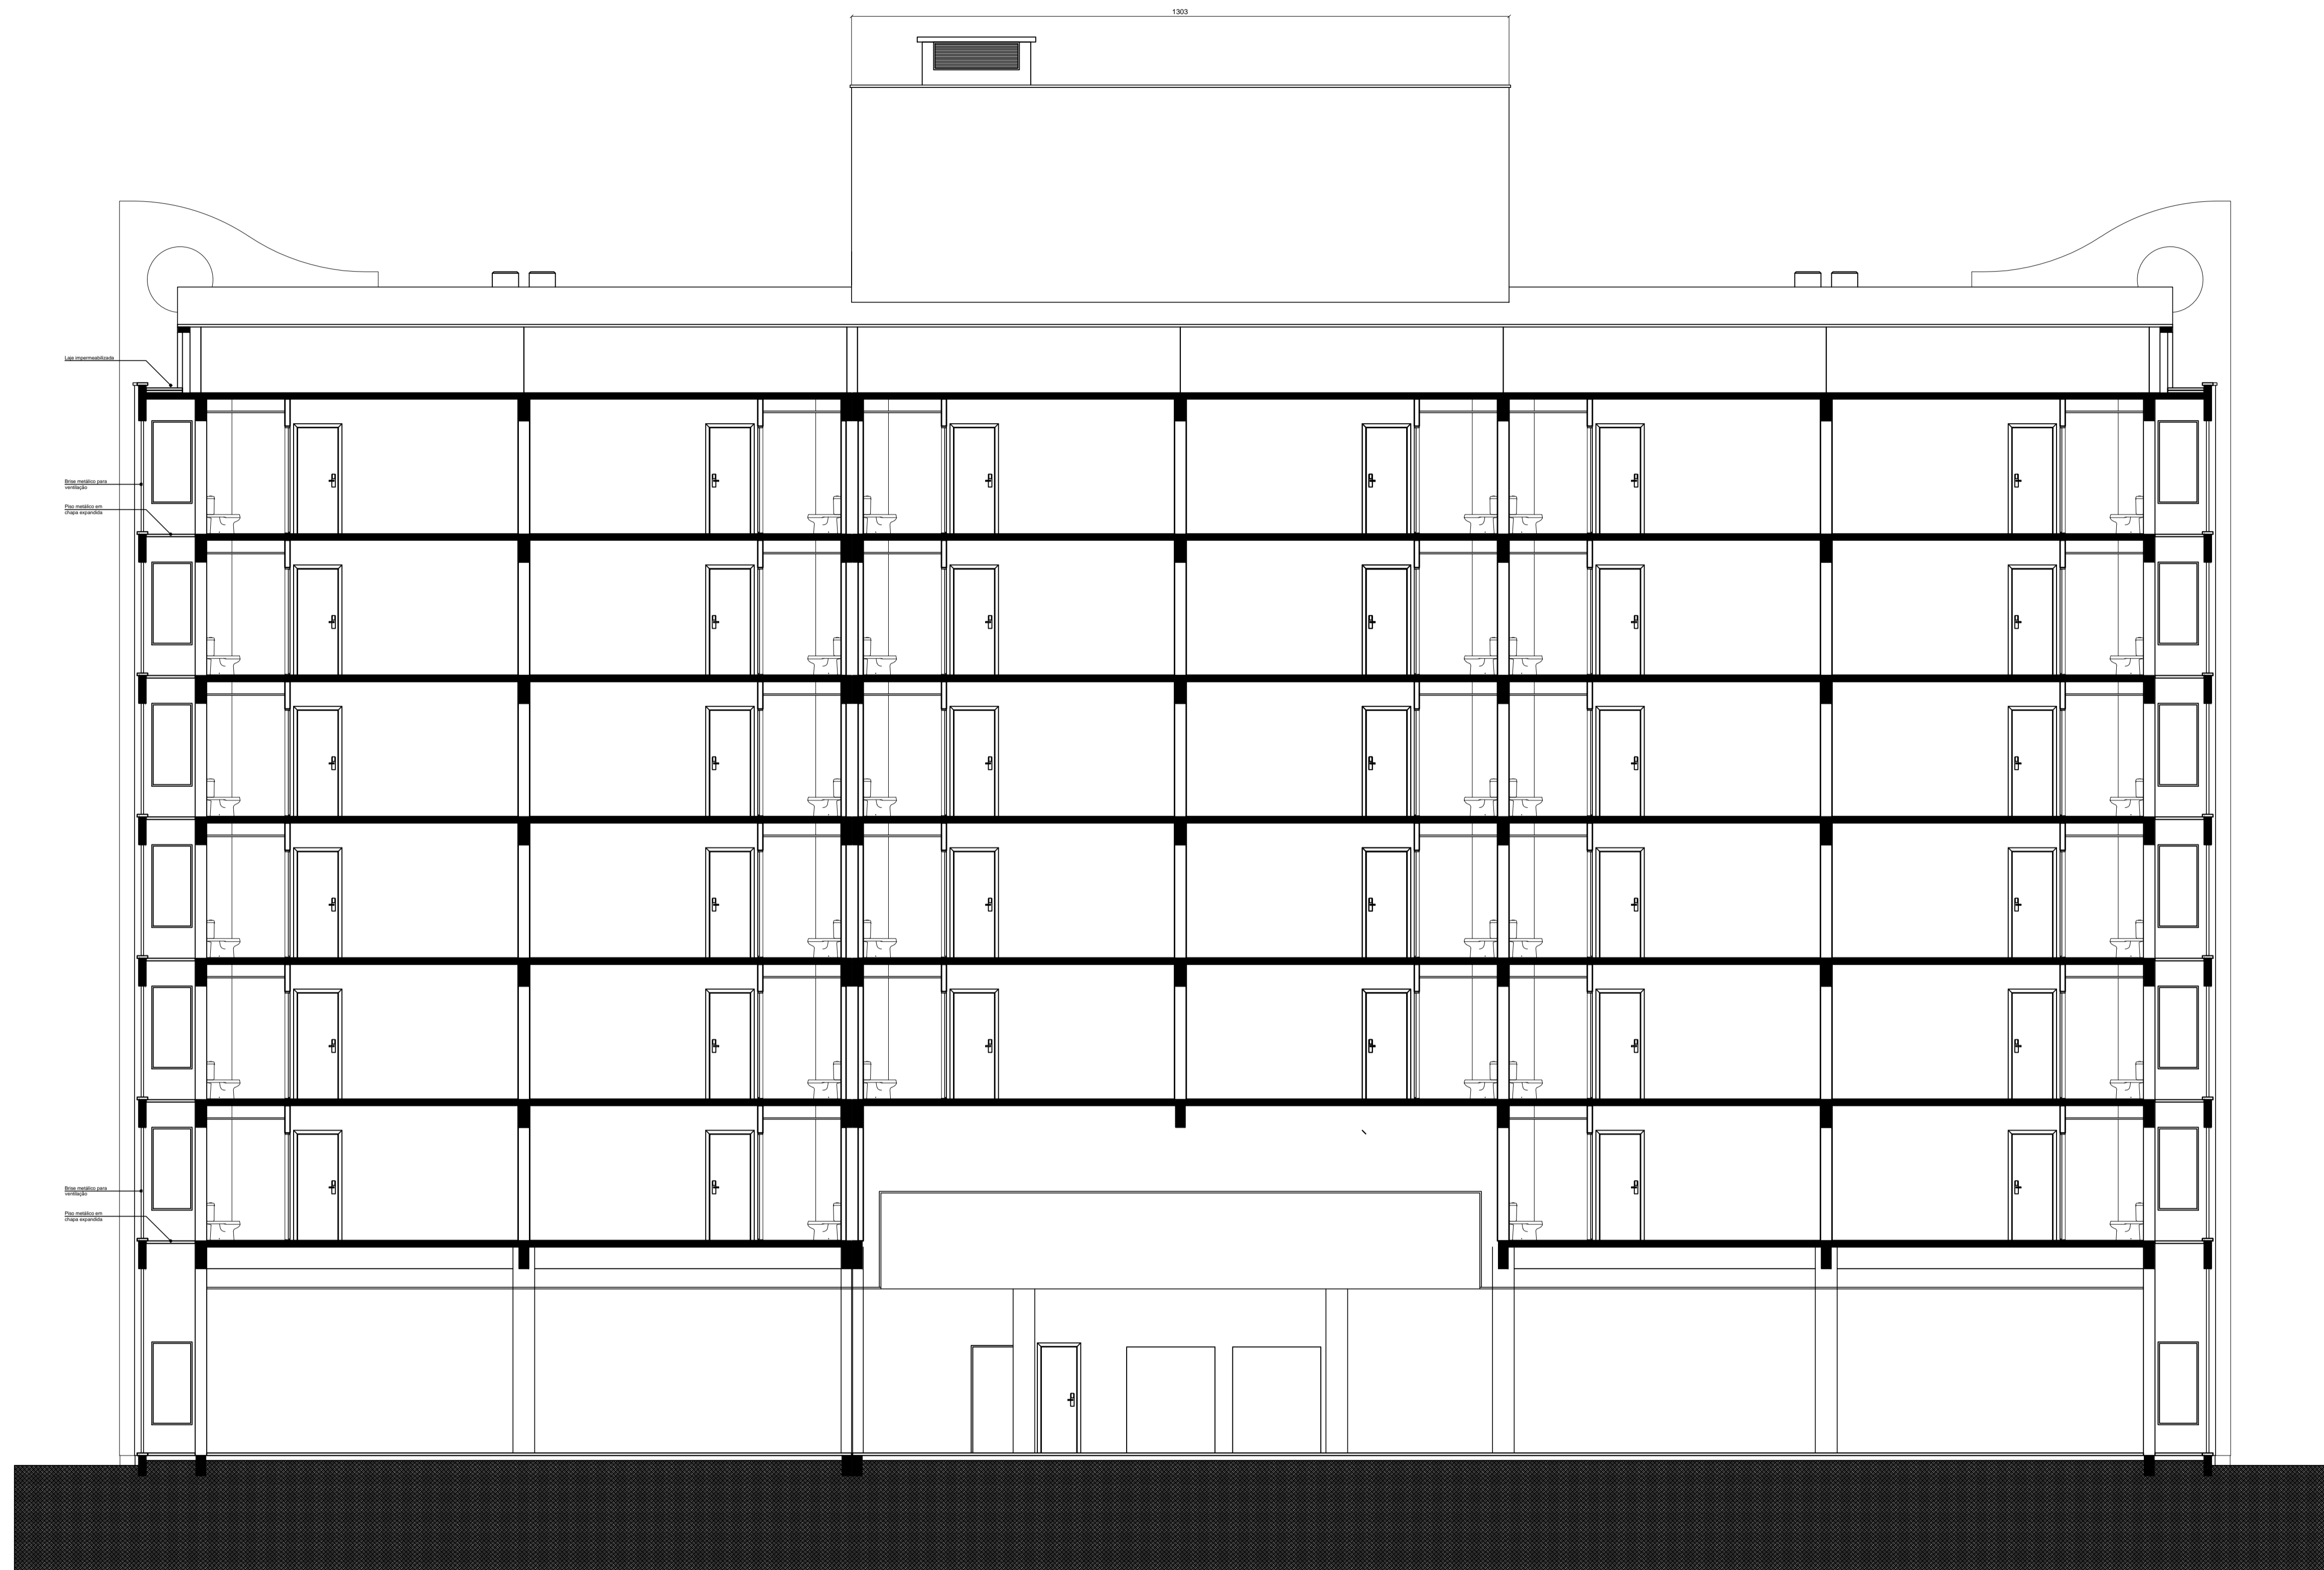 1303
Laje impermeabilizada
Brise metálico para
ventilação
Piso metálico em
chapa expandida
Brise metálico para
ventilação
Piso metálico em
chapa expandida